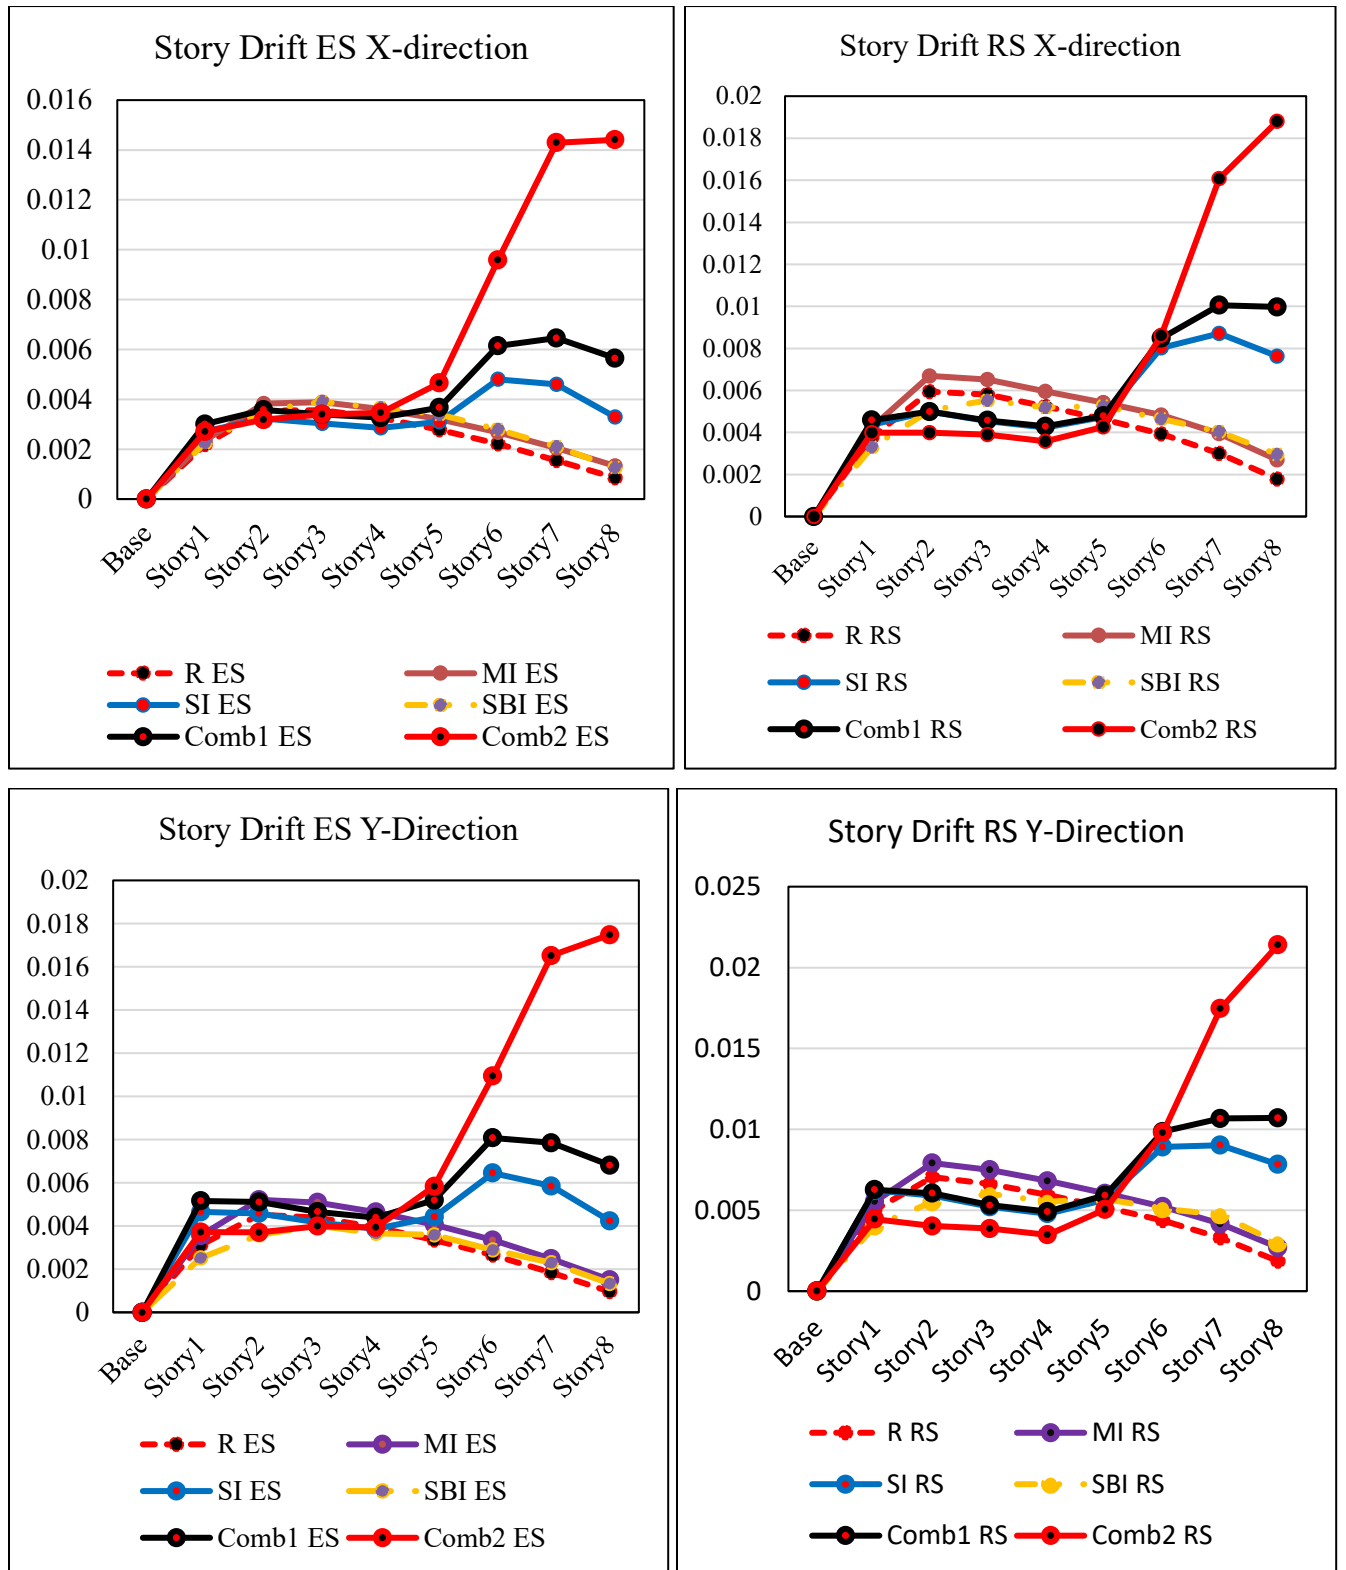 Story Drift ES X-direction
0.016
0.014
0.012
0.01
0.008
0.006
0.004
0.002
0
Base
Story1
Story2
Story3
Story4
Story5
Story6
Story7
Story8
R ES
MI ES
SI ES
SBI ES
Comb1 ES
Comb2 ES
Story Drift RS X-direction
0.02
0.018
0.016
0.014
0.012
0.01
0.008
0.006
0.004
0.002
0
Base
Story1
Story2
Story3
Story4
Story5
Story6
Story7
Story8
R RS
MI RS
SI RS
SBI RS
Comb1 RS
Comb2 RS
Story Drift ES Y-Direction
0.02
0.018
0.016
0.014
0.012
0.01
0.008
0.006
0.004
0.002
0
Base
Story1
Story2
Story3
Story4
Story5
Story6
Story7
Story8
R ES
MI ES
SI ES
SBI ES
Comb1 ES
Comb2 ES
Story Drift RS Y-Direction
0.025
0.02
0.015
0.01
0.005
0
Base
Story1
Story2
Story3
Story4
Story5
Story6
Story7
Story8
R RS
MI RS
SI RS
SBI RS
Comb1 RS
Comb2 RS